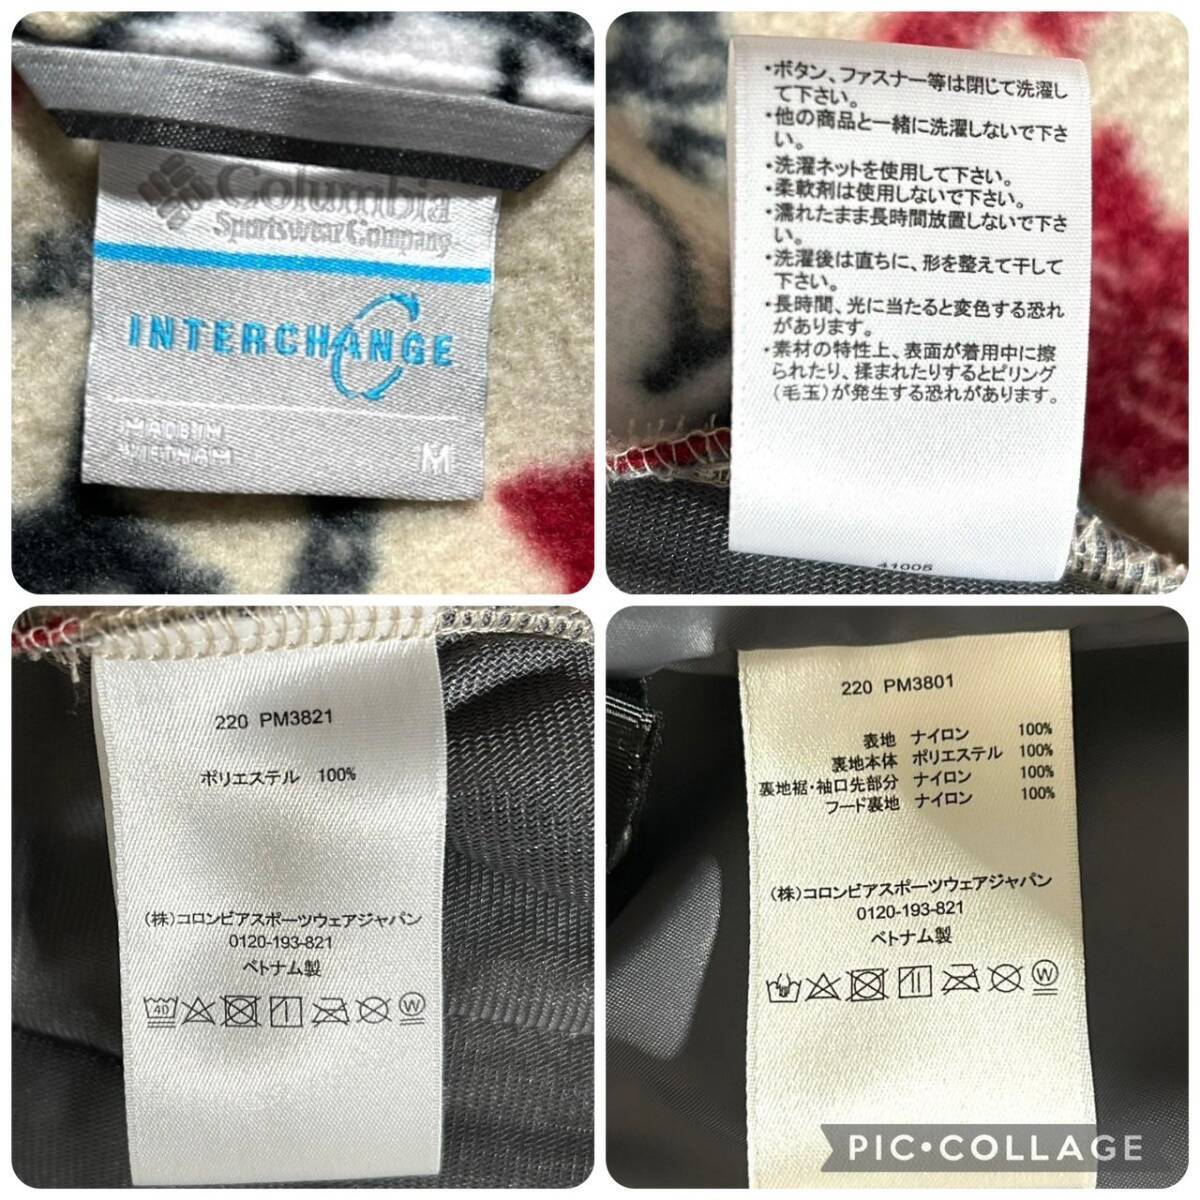 Columbia
Sportswear Company
INTERCHANGE
MADE IN
VIETNAM
M
・ボタン、ファスナー等は閉じて洗濯し
て下さい。
・他の商品と一緒に洗濯しないで下さ
い。
・洗濯ネットを使用して下さい。
・柔軟剤は使用しないで下さい。
・濡れたまま長時間放置しないで下さ
い。
・洗濯後は直ちに、形を整えて干して
下さい。
・長時間、光に当たると変色する恐れ
があります。
・素材の特性上、表面が着用中に擦
られたり、揉まれたりするとピリング
(毛玉)が発生する恐れがあります。
41005
220 PM3821
ポリエステル 100%
(株)コロンビアスポーツウェアジャパン
0120-193-821
ベトナム製
40
W
220 PM3801
表地 ナイロン 100%
裏地本体 ポリエステル 100%
裏地裾・袖口先部分 ナイロン 100%
フード裏地 ナイロン 100%
(株)コロンビアスポーツウェアジャパン
0120-193-821
ベトナム製
W
PIC•COLLAGE